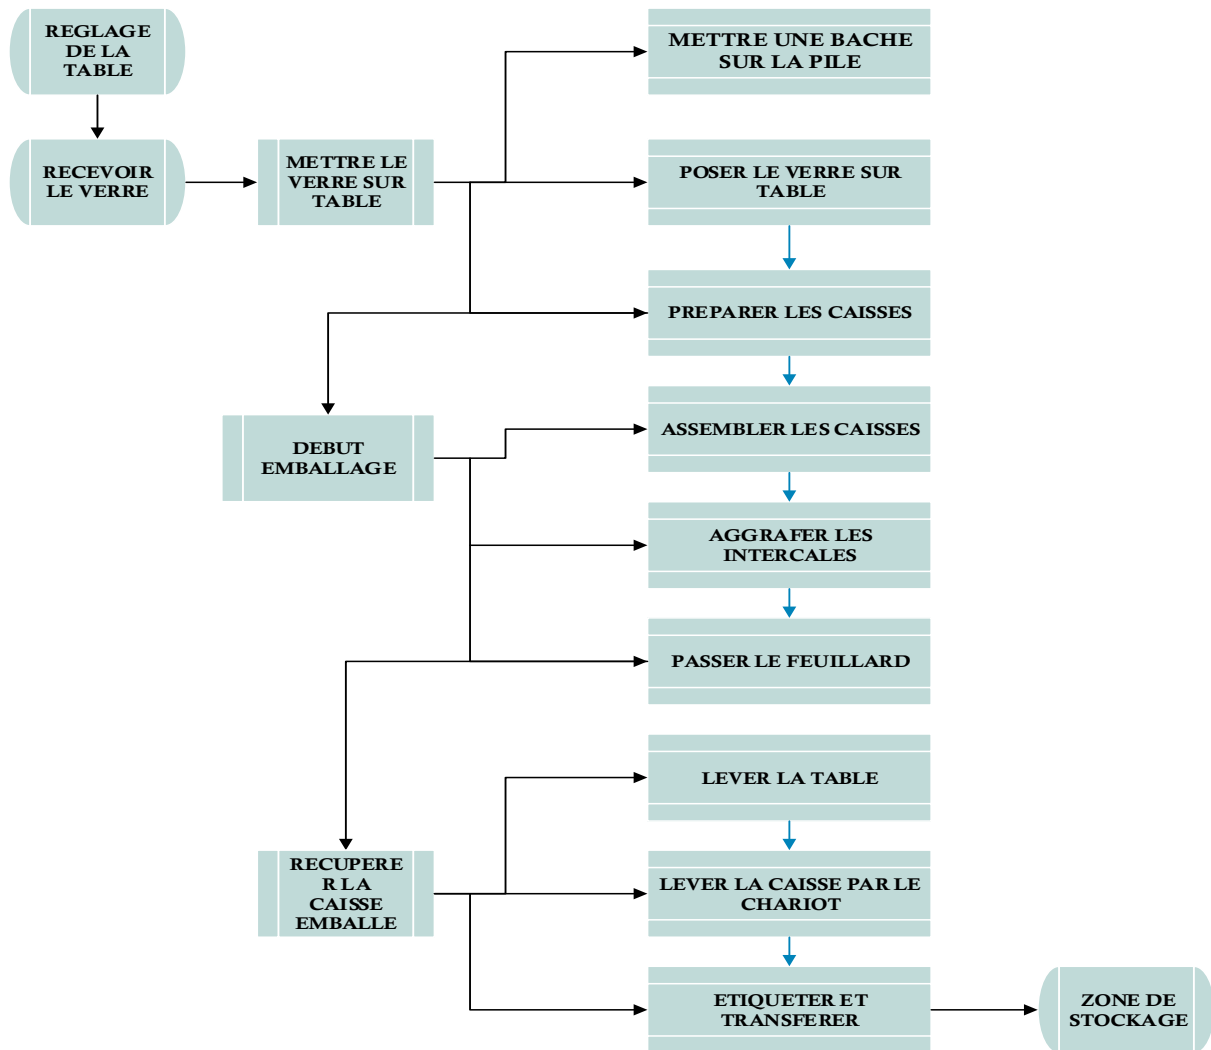 REGLAGE
DE LA
TABLE
METTRE UNE BACHE
SUR LA PILE
RECEVOIR
LE VERRE
METTRE LE
VERRE SUR
TABLE
POSER LE VERRE SUR
TABLE
PREPARER LES CAISSES
DEBUT
EMBALLAGE
ASSEMBLER LES CAISSES
AGGRAFER LES
INTERCALES
PASSER LE FEUILLARD
LEVER LA TABLE
RECUPERE
R LA
CAISSE
EMBALLE
LEVER LA CAISSE PAR LE
CHARIOT
ETIQUETER ET
TRANSFERER
ZONE DE
STOCKAGE